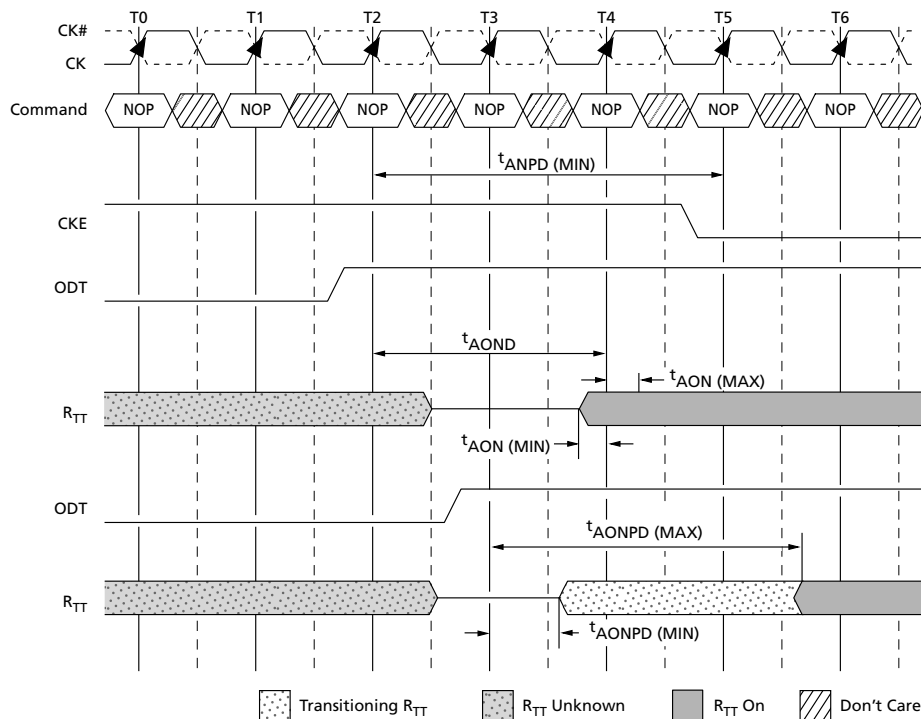 T0 T1 T2 T3 T4 T5 T6
CK#
CK
Command NOP NOP NOP NOP NOP NOP NOP
tANPD (MIN)
CKE
ODT
tAOND
tAON (MAX)
RTT
tAON (MIN)
ODT
tAONPD (MAX)
RTT
tAONPD (MIN)
Transitioning RTT RTT Unknown RTT On Don't Care